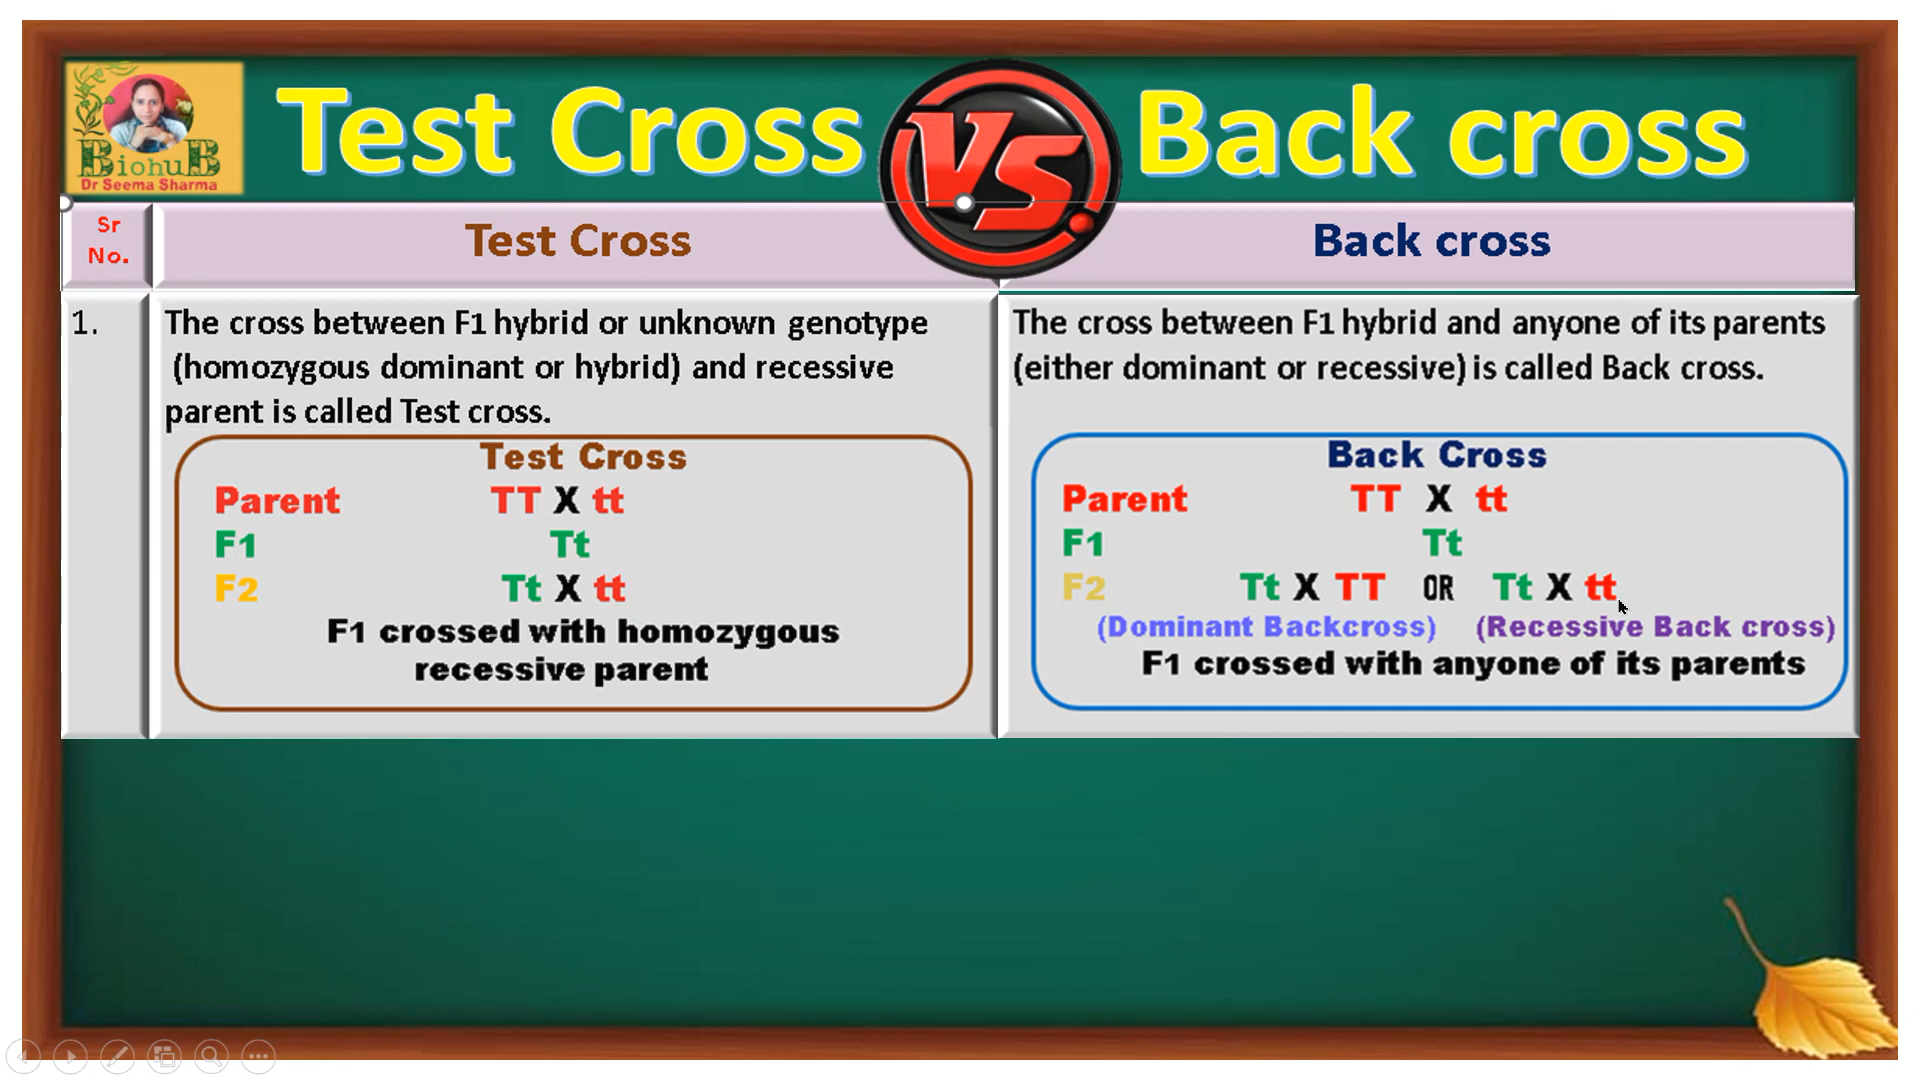 BiohuB
Dr Seema Sharma
Test Cross VS Back cross
Sr
No.
Test Cross
Back cross
1.
The cross between F1 hybrid or unknown genotype
(homozygous dominant or hybrid) and recessive
parent is called Test cross.
Test Cross
Parent TT X tt
F1 Tt
F2 Tt X tt
F1 crossed with homozygous
recessive parent
The cross between F1 hybrid and anyone of its parents
(either dominant or recessive) is called Back cross.
Back Cross
Parent TT X tt
F1 Tt
F2 Tt X TT OR Tt X tt
(Dominant Backcross) (Recessive Back cross)
F1 crossed with anyone of its parents